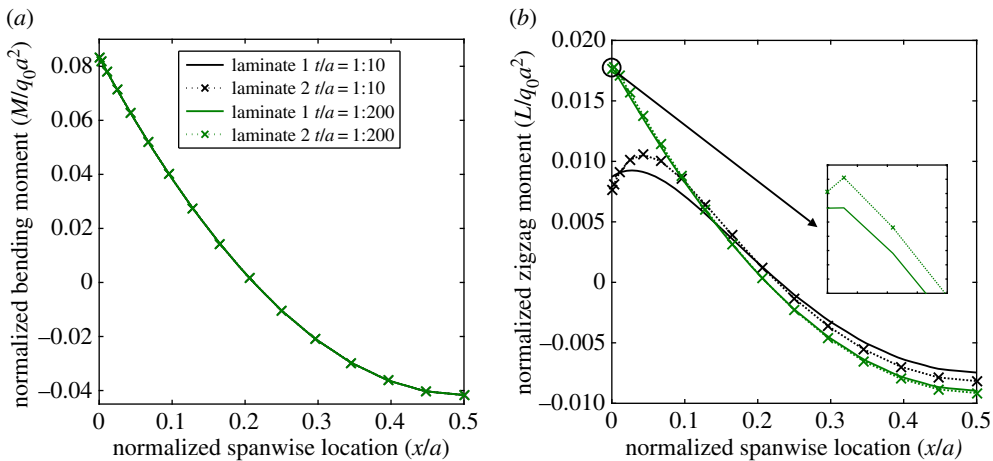 (a)
0.08
0.06
0.04
0.02
0
–0.02
–0.04
normalized bending moment (M/q0a²)
laminate 1 t/a = 1:10
laminate 2 t/a = 1:10
laminate 1 t/a = 1:200
laminate 2 t/a = 1:200
0 0.1 0.2 0.3 0.4 0.5
normalized spanwise location (x/a)
(b)
0.020
0.015
0.010
0.005
0
–0.005
–0.010
normalized zigzag moment (L/q0a²)
0 0.1 0.2 0.3 0.4 0.5
normalized spanwise location (x/a)